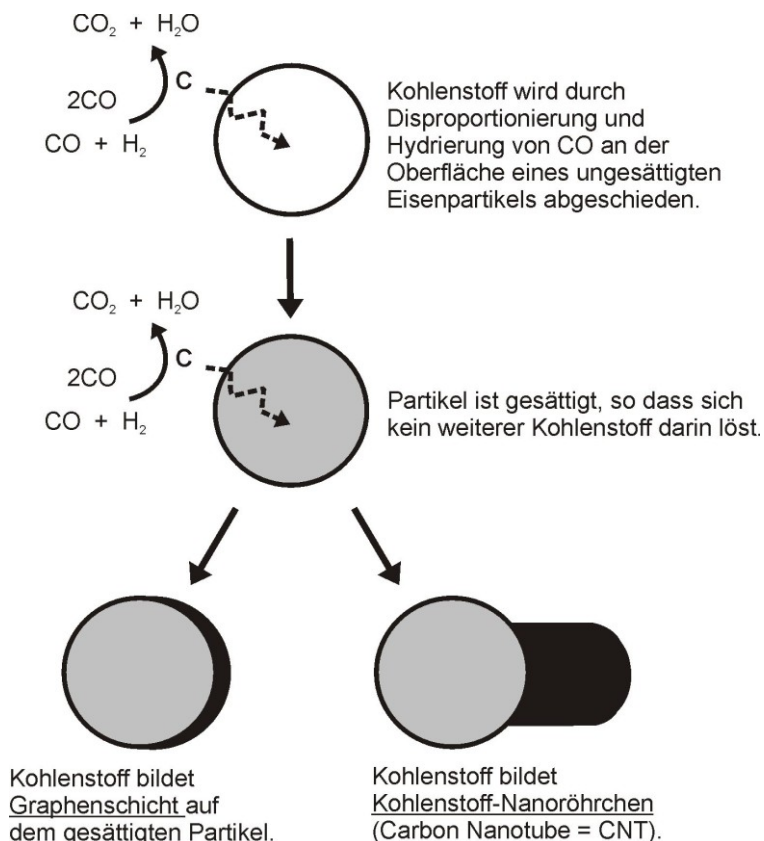 CO₂ + H₂O
C
2CO
CO + H₂
Kohlenstoff wird durch
Disproportionierung und
Hydrierung von CO an der
Oberfläche eines ungesättigten
Eisenpartikels abgeschieden.
CO₂ + H₂O
C
2CO
CO + H₂
Partikel ist gesättigt, so dass sich
kein weiterer Kohlenstoff darin löst.
Kohlenstoff bildet
Graphenschicht auf
dem gesättigten Partikel.
Kohlenstoff bildet
Kohlenstoff-Nanoröhrchen
(Carbon Nanotube = CNT).